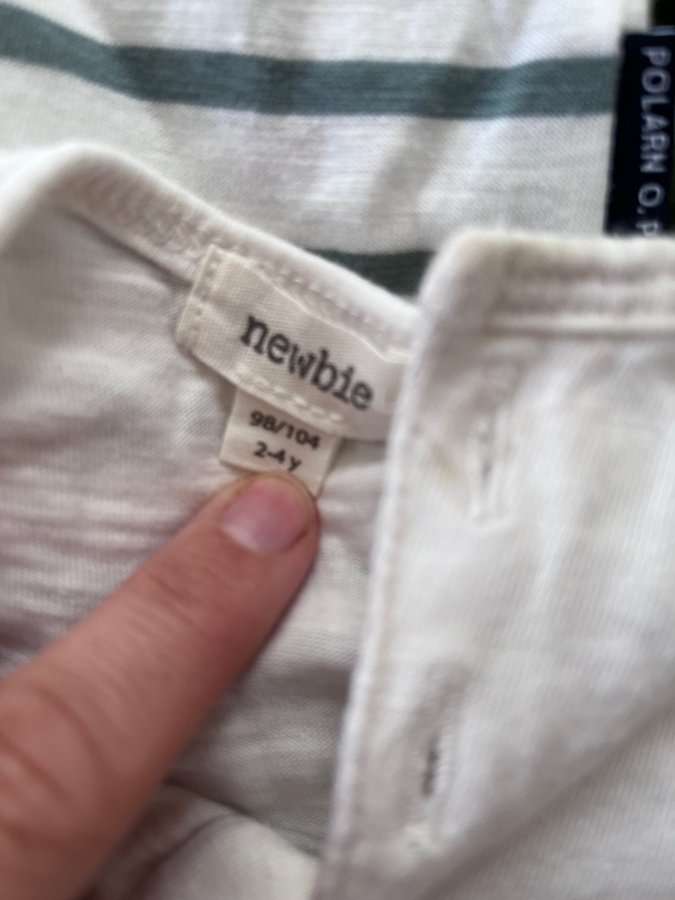 POLARN O. P
newbie
98/104
2-4 y